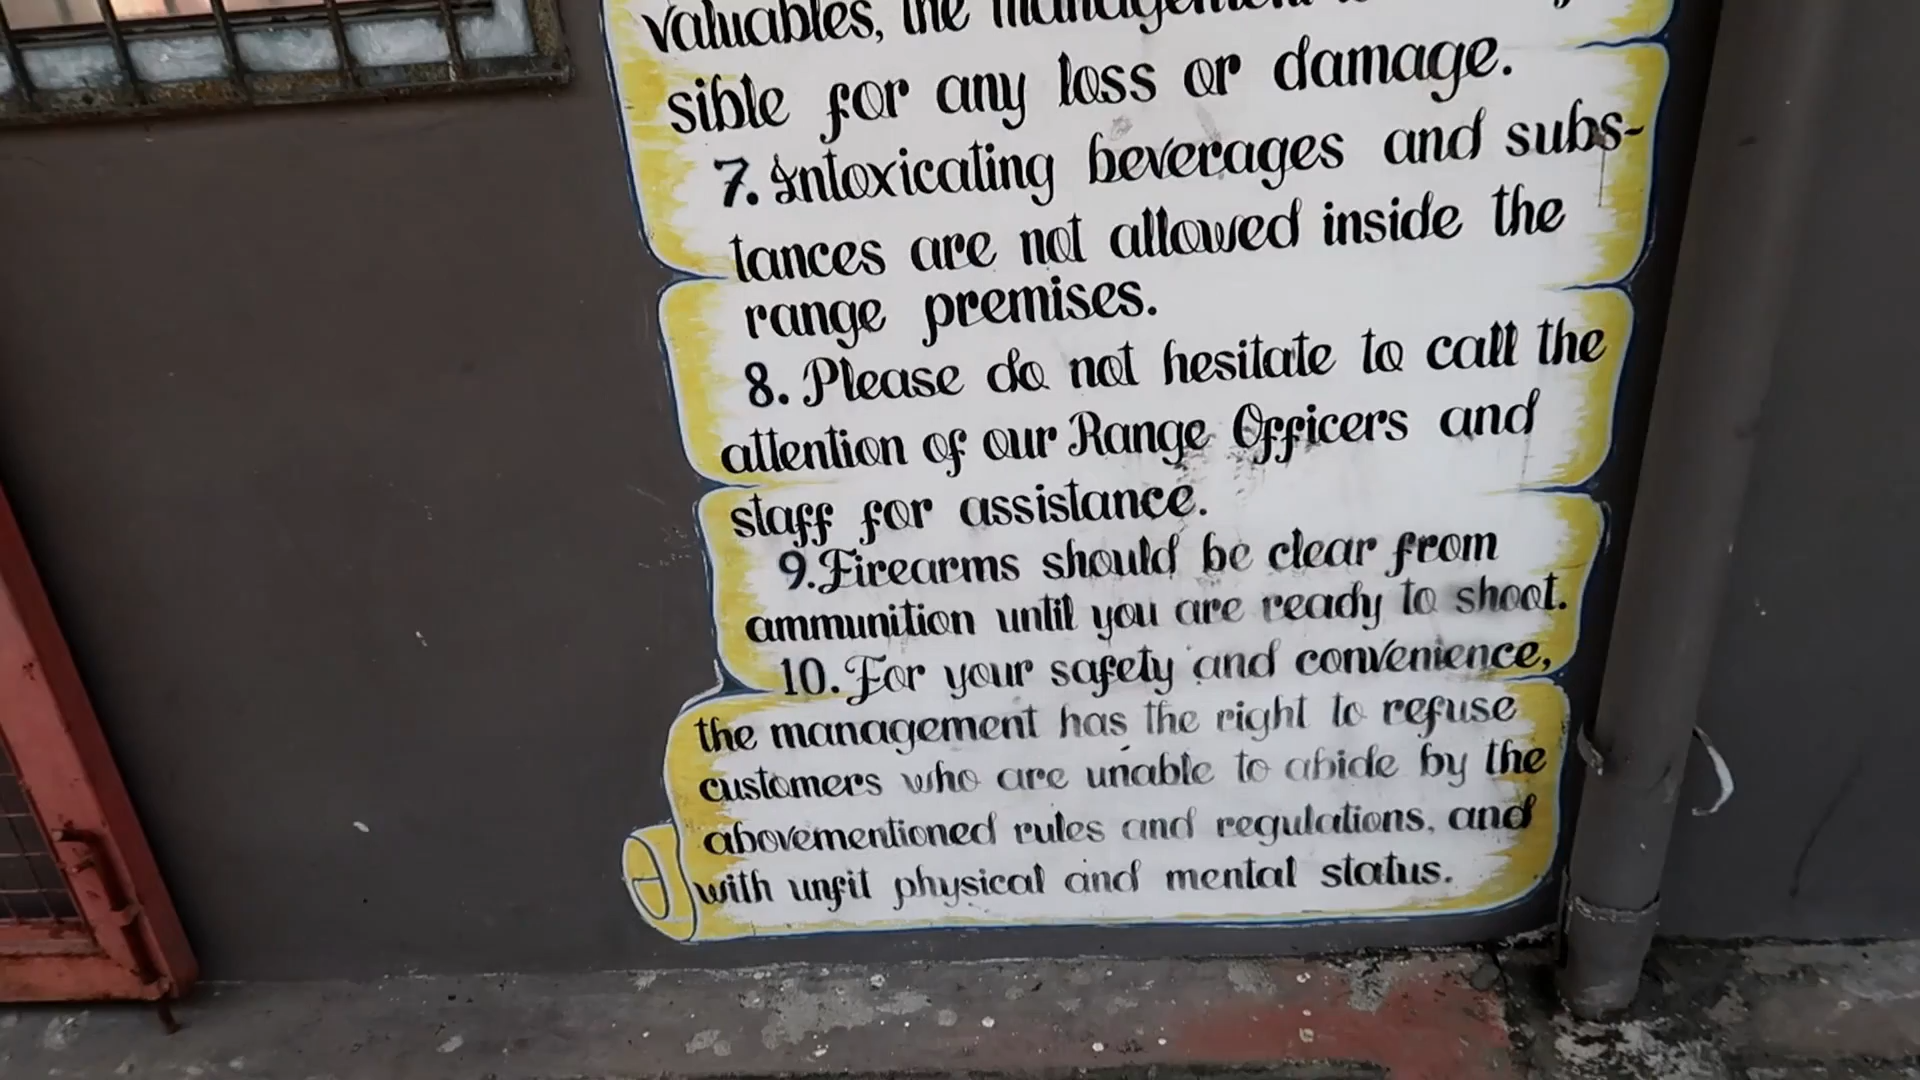 valuables, the management
sible for any loss or damage.
7. Intoxicating beverages and subs-
tances are not allowed inside the
range premises.
8. Please do not hesitate to call the
attention of our Range Officers and
staff for assistance.
9. Firearms should be clear from
ammunition until you are ready to shoot.
10. For your safety and convenience,
the management has the right to refuse
customers who are unable to abide by the
abovementioned rules and regulations, and
with unfit physical and mental status.